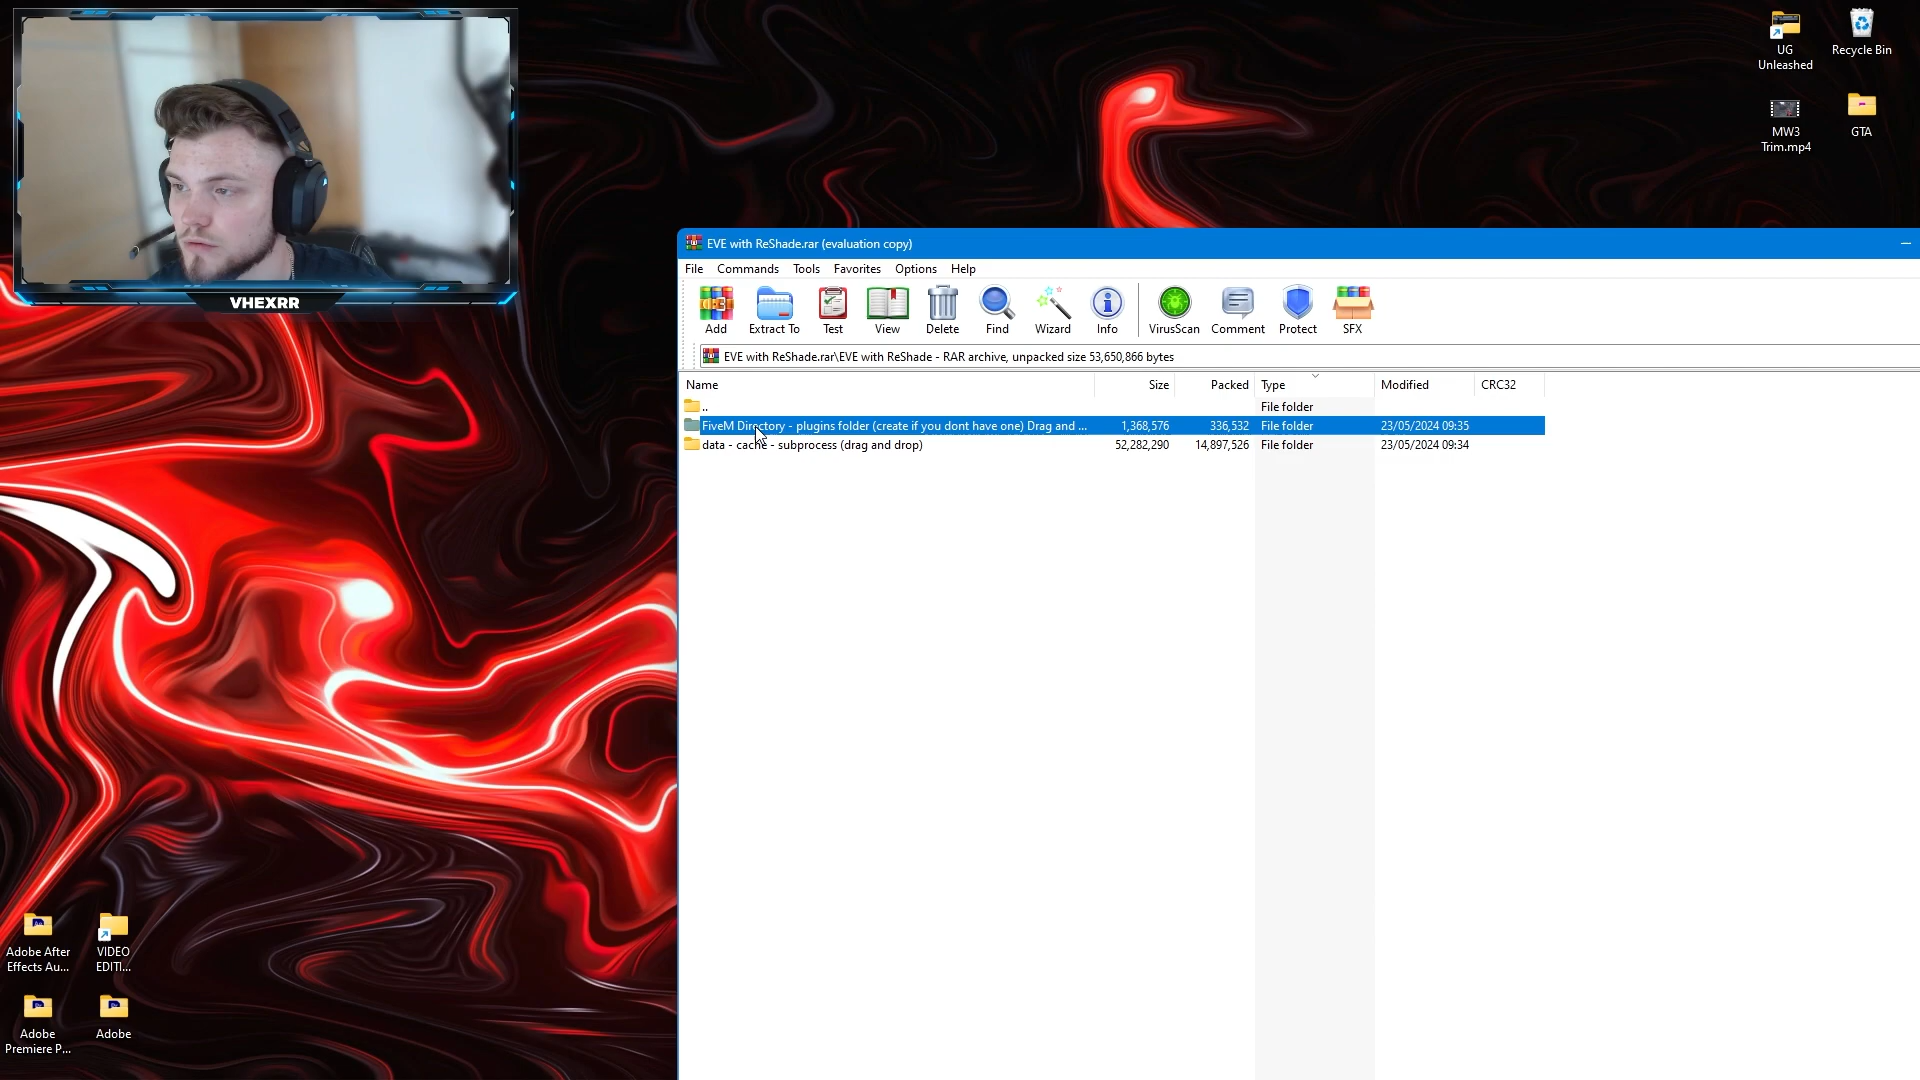 UG
Unleashed
Recycle Bin
MW3
Trim.mp4
GTA
VHEXRR
EVE with ReShade.rar (evaluation copy)
File Commands Tools Favorites Options Help
Add Extract To Test View Delete Find Wizard Info VirusScan Comment Protect SFX
EVE with ReShade.rar\EVE with ReShade - RAR archive, unpacked size 53,650,866 bytes
Name Size Packed Type Modified CRC32
.. File folder
FiveM Directory - plugins folder (create if you dont have one) Drag and ... 1,368,576 336,532 File folder 23/05/2024 09:35
data - cache - subprocess (drag and drop) 52,282,290 14,897,526 File folder 23/05/2024 09:34
Adobe After
Effects Au...
VIDEO
EDITI...
Adobe
Premiere P...
Adobe